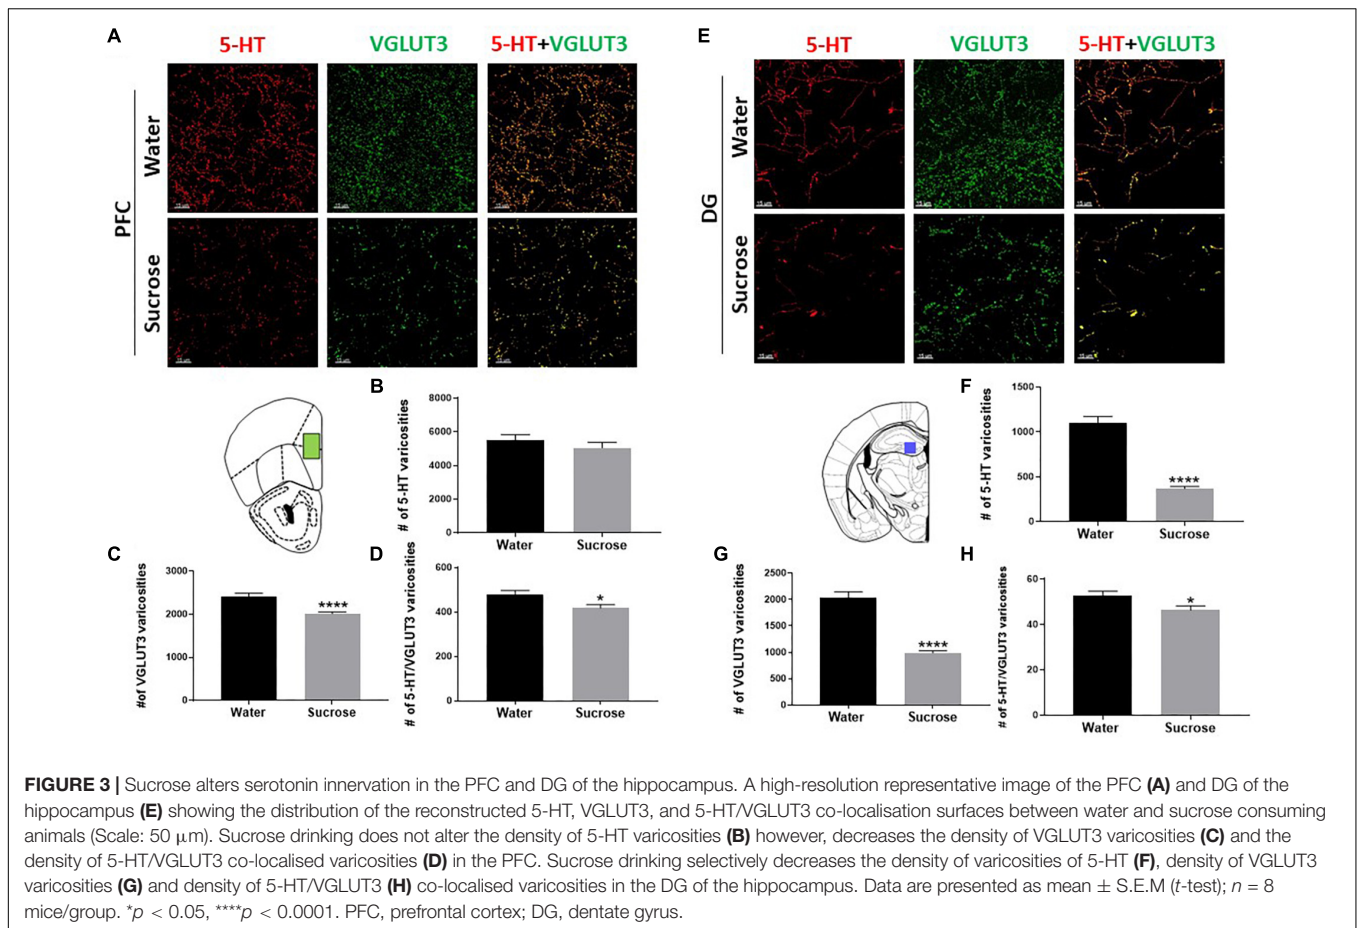 A
5-HT
VGLUT3
5-HT+VGLUT3
PFC
Water
Sucrose
E
5-HT
VGLUT3
5-HT+VGLUT3
DG
Water
Sucrose
B
# of 5-HT varicosities
8000
6000
4000
2000
0
Water
Sucrose
C
#of VGLUT3 varicosities
3000
2000
1000
0
****
Water
Sucrose
D
# of 5-HT/VGLUT3 varicosities
600
400
200
0
*
Water
Sucrose
F
# of 5-HT varicosities
1500
1000
500
0
****
Water
Sucrose
G
# of VGLUT3 varicosities
2500
2000
1500
1000
500
0
****
Water
Sucrose
H
# of 5-HT/VGLUT3 varicosities
60
40
20
0
*
Water
Sucrose
FIGURE 3 | Sucrose alters serotonin innervation in the PFC and DG of the hippocampus. A high-resolution representative image of the PFC (A) and DG of the
hippocampus (E) showing the distribution of the reconstructed 5-HT, VGLUT3, and 5-HT/VGLUT3 co-localisation surfaces between water and sucrose consuming
animals (Scale: 50 μm). Sucrose drinking does not alter the density of 5-HT varicosities (B) however, decreases the density of VGLUT3 varicosities (C) and the
density of 5-HT/VGLUT3 co-localised varicosities (D) in the PFC. Sucrose drinking selectively decreases the density of varicosities of 5-HT (F), density of VGLUT3
varicosities (G) and density of 5-HT/VGLUT3 (H) co-localised varicosities in the DG of the hippocampus. Data are presented as mean ± S.E.M (t-test); n = 8
mice/group. *p < 0.05, ****p < 0.0001. PFC, prefrontal cortex; DG, dentate gyrus.